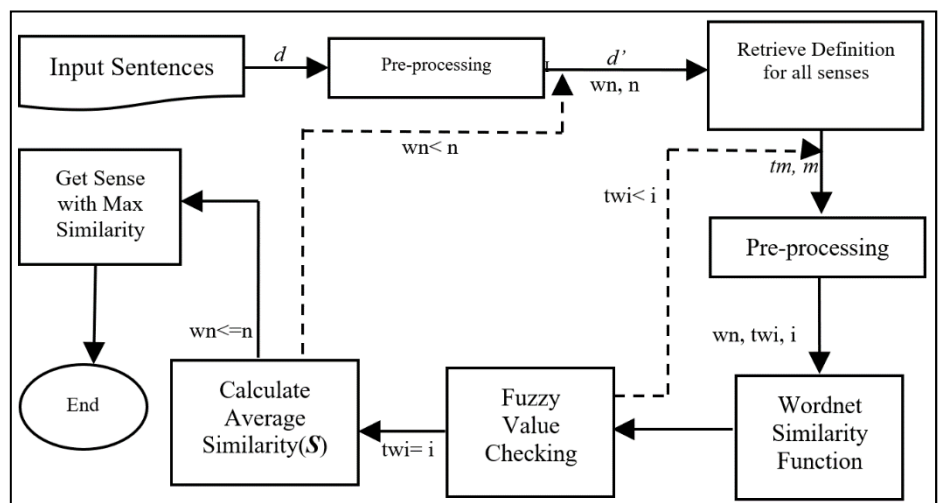 Input Sentences
d
Pre-processing
d’
wn, n
Retrieve Definition
for all senses
wn< n
twi< i
tm, m
Get Sense
with Max
Similarity
Pre-processing
wn<=n
wn, twi, i
End
Calculate
Average
Similarity(S)
twi= i
Fuzzy
Value
Checking
Wordnet
Similarity
Function